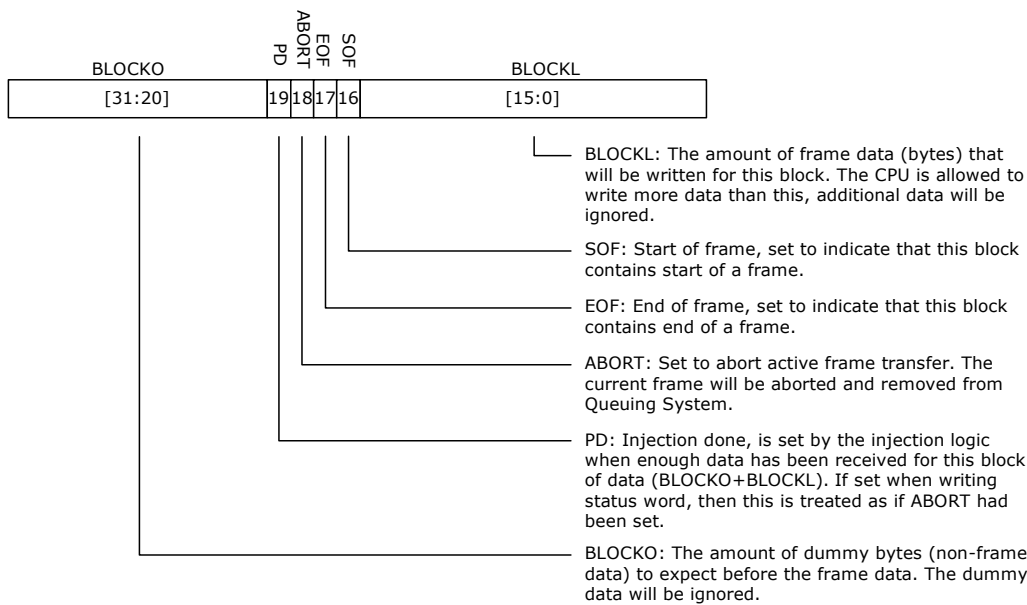 PD
ABORT
EOF
SOF
BLOCKO
BLOCKL
[31:20]
19
18
17
16
[15:0]
BLOCKL: The amount of frame data (bytes) that
will be written for this block. The CPU is allowed to
write more data than this, additional data will be
ignored.
SOF: Start of frame, set to indicate that this block
contains start of a frame.
EOF: End of frame, set to indicate that this block
contains end of a frame.
ABORT: Set to abort active frame transfer. The
current frame will be aborted and removed from
Queuing System.
PD: Injection done, is set by the injection logic
when enough data has been received for this block
of data (BLOCKO+BLOCKL). If set when writing
status word, then this is treated as if ABORT had
been set.
BLOCKO: The amount of dummy bytes (non-frame
data) to expect before the frame data. The dummy
data will be ignored.